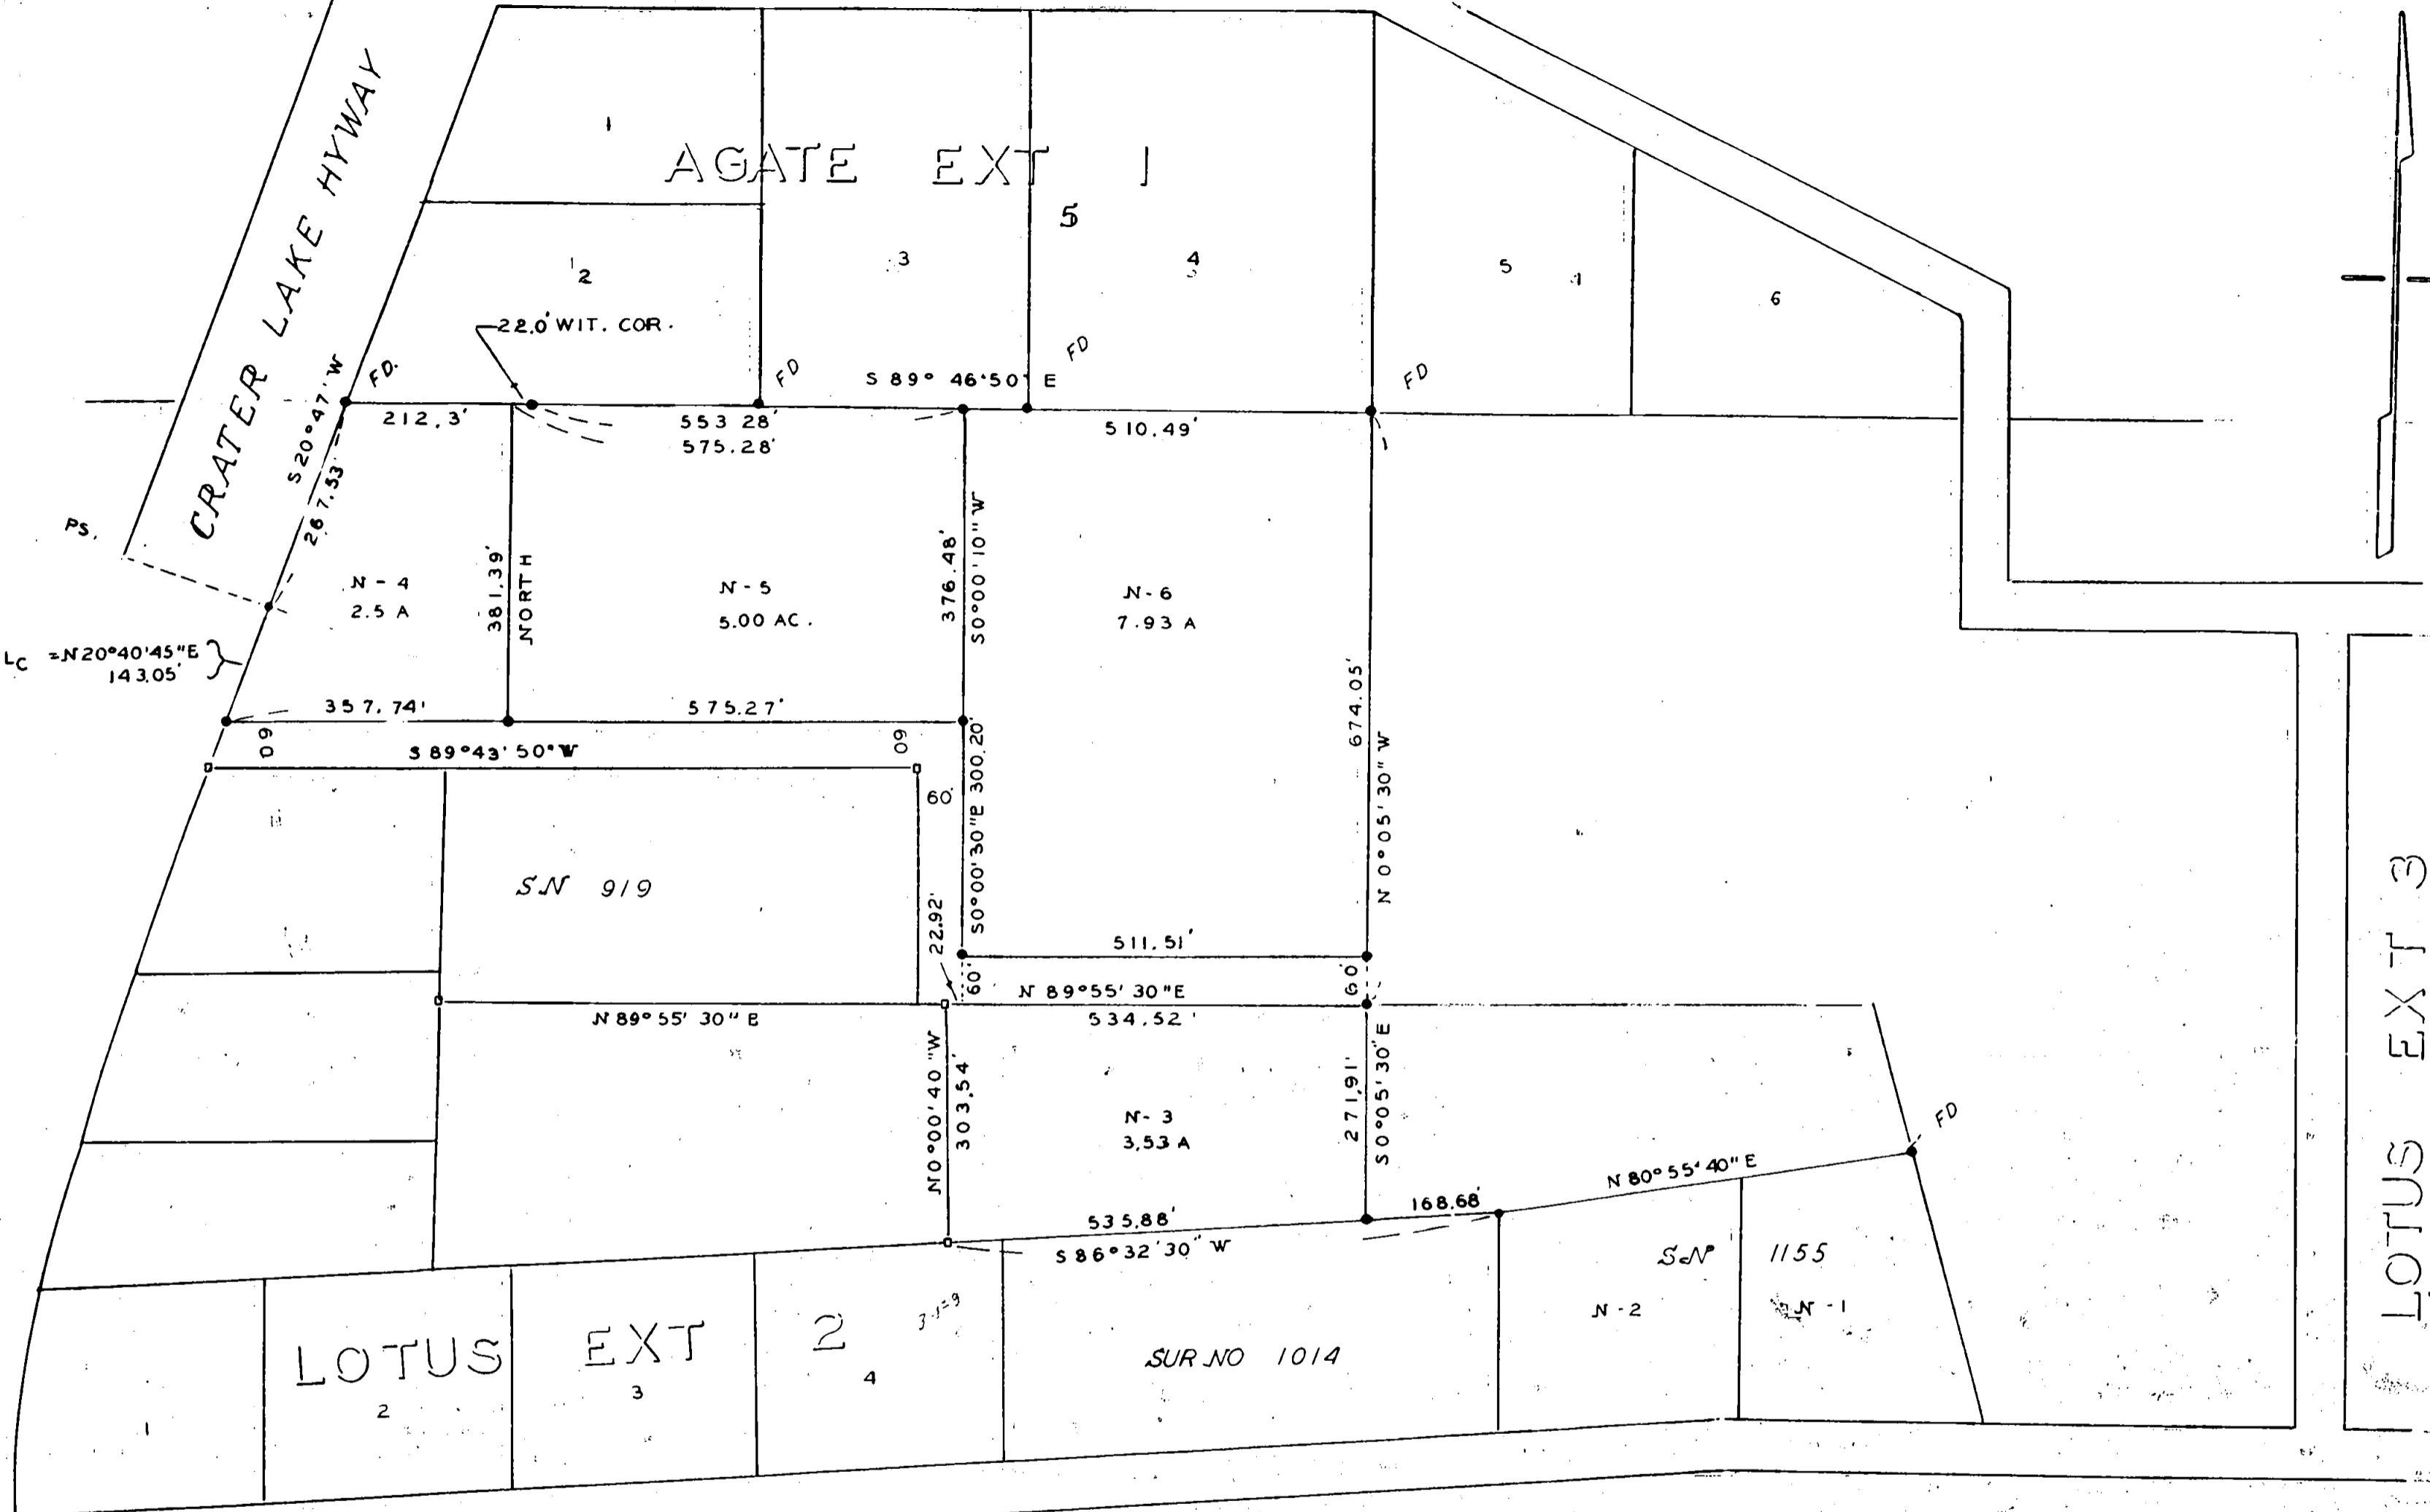 CRATER LAKE HYWAY
1
AGATE EXT 1
5
2
3
4
5
6
22.0' WIT. COR.
FD.
FD
FD
FD
S 89° 46'50" E
S 20°47' W
267.53'
212.3'
553 28'
575.28'
510.49'
PS.
N-4
2.5 A
381.39'
NORTH
N-5
5.00 AC.
376.48'
S0°00'10" W
N-6
7.93 A
674.05'
N 0°05'30" W
LC =N20°40'45"E
143.05'
357.74'
575.27'
60
S 89°43'50" W
60
60'
S0°00'30"E 300.20'
SN 919
22.92'
511.51'
60'
60'
N 89°55'30"E
N 89°55'30" E
534.52'
N0°00'40"W
303.54'
271.91'
S0°05'30"E
N-3
3.53 A
FD
N 80°55'40" E
168.68'
535.88'
S 86°32'30" W
SN 1155
N-2
N-1
LOTUS EXT 2
1
2
3
4
SUR NO 1014
LOTUS EXT 3